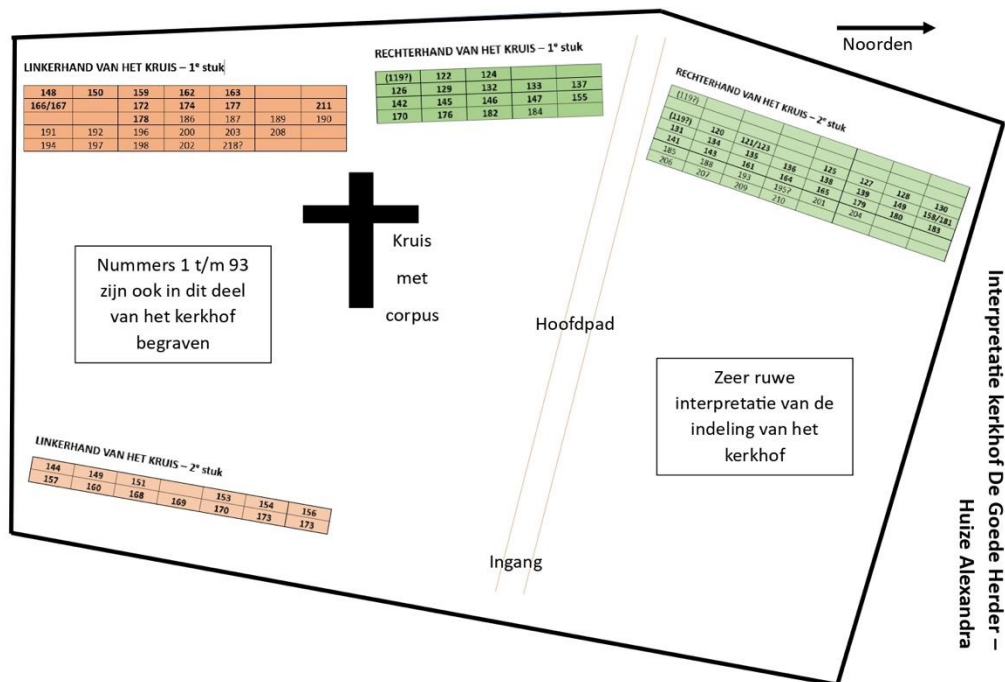 Noorden
LINKERHAND VAN HET KRUIS – 1e stuk
148 150 159 162 163
166/167 172 174 177 211
178 186 187 189 190
191 192 196 200 203 208
194 197 198 202 218?
RECHTERHAND VAN HET KRUIS – 1e stuk
(119?) 122 124
126 129 132 133 137
142 145 146 147 155
170 176 182 184
RECHTERHAND VAN HET KRUIS – 2e stuk
(119?)
(119?) 120 121/123 125 127 128 130
131 134 135 136 138 139 149 158/181
141 143 161 164 165 179 180 183
185 188 193 195? 201 204
206 207 209 210
Kruis
met
corpus
Nummers 1 t/m 93
zijn ook in dit deel
van het kerkhof
begraven
Hoofdpad
Zeer ruwe
interpretatie van de
indeling van het
kerkhof
LINKERHAND VAN HET KRUIS – 2e stuk
144 149 151 153 154 156
157 160 168 169 170 173 173
Ingang
Interpretatie kerkhof De Goede Herder –
Huize Alexandra